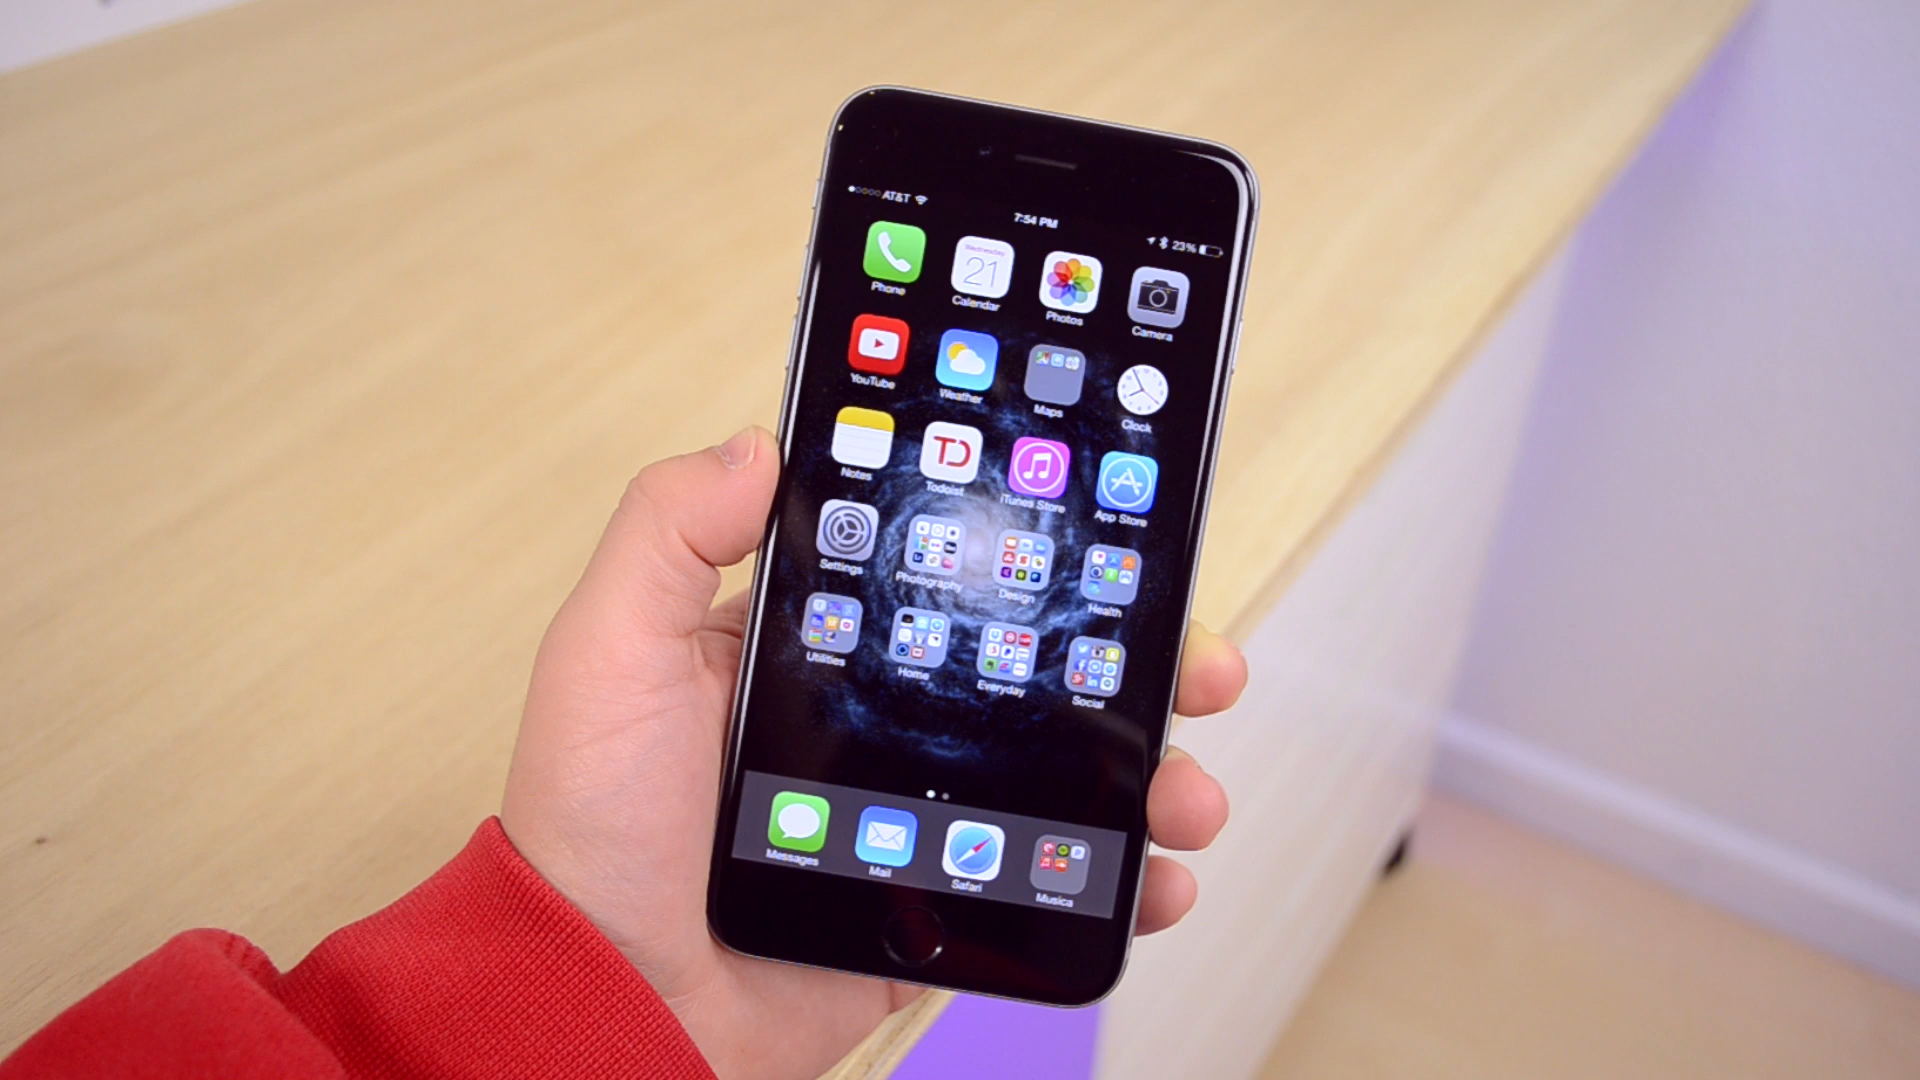 AT&T
7:54 PM
23%
Wednesday
21
Phone
Calendar
Photos
Camera
YouTube
Weather
Maps
Clock
TD
Notes
Todoist
iTunes Store
App Store
Settings
Photography
Design
Health
Utilities
Home
Everyday
Social
Messages
Mail
Safari
Musica